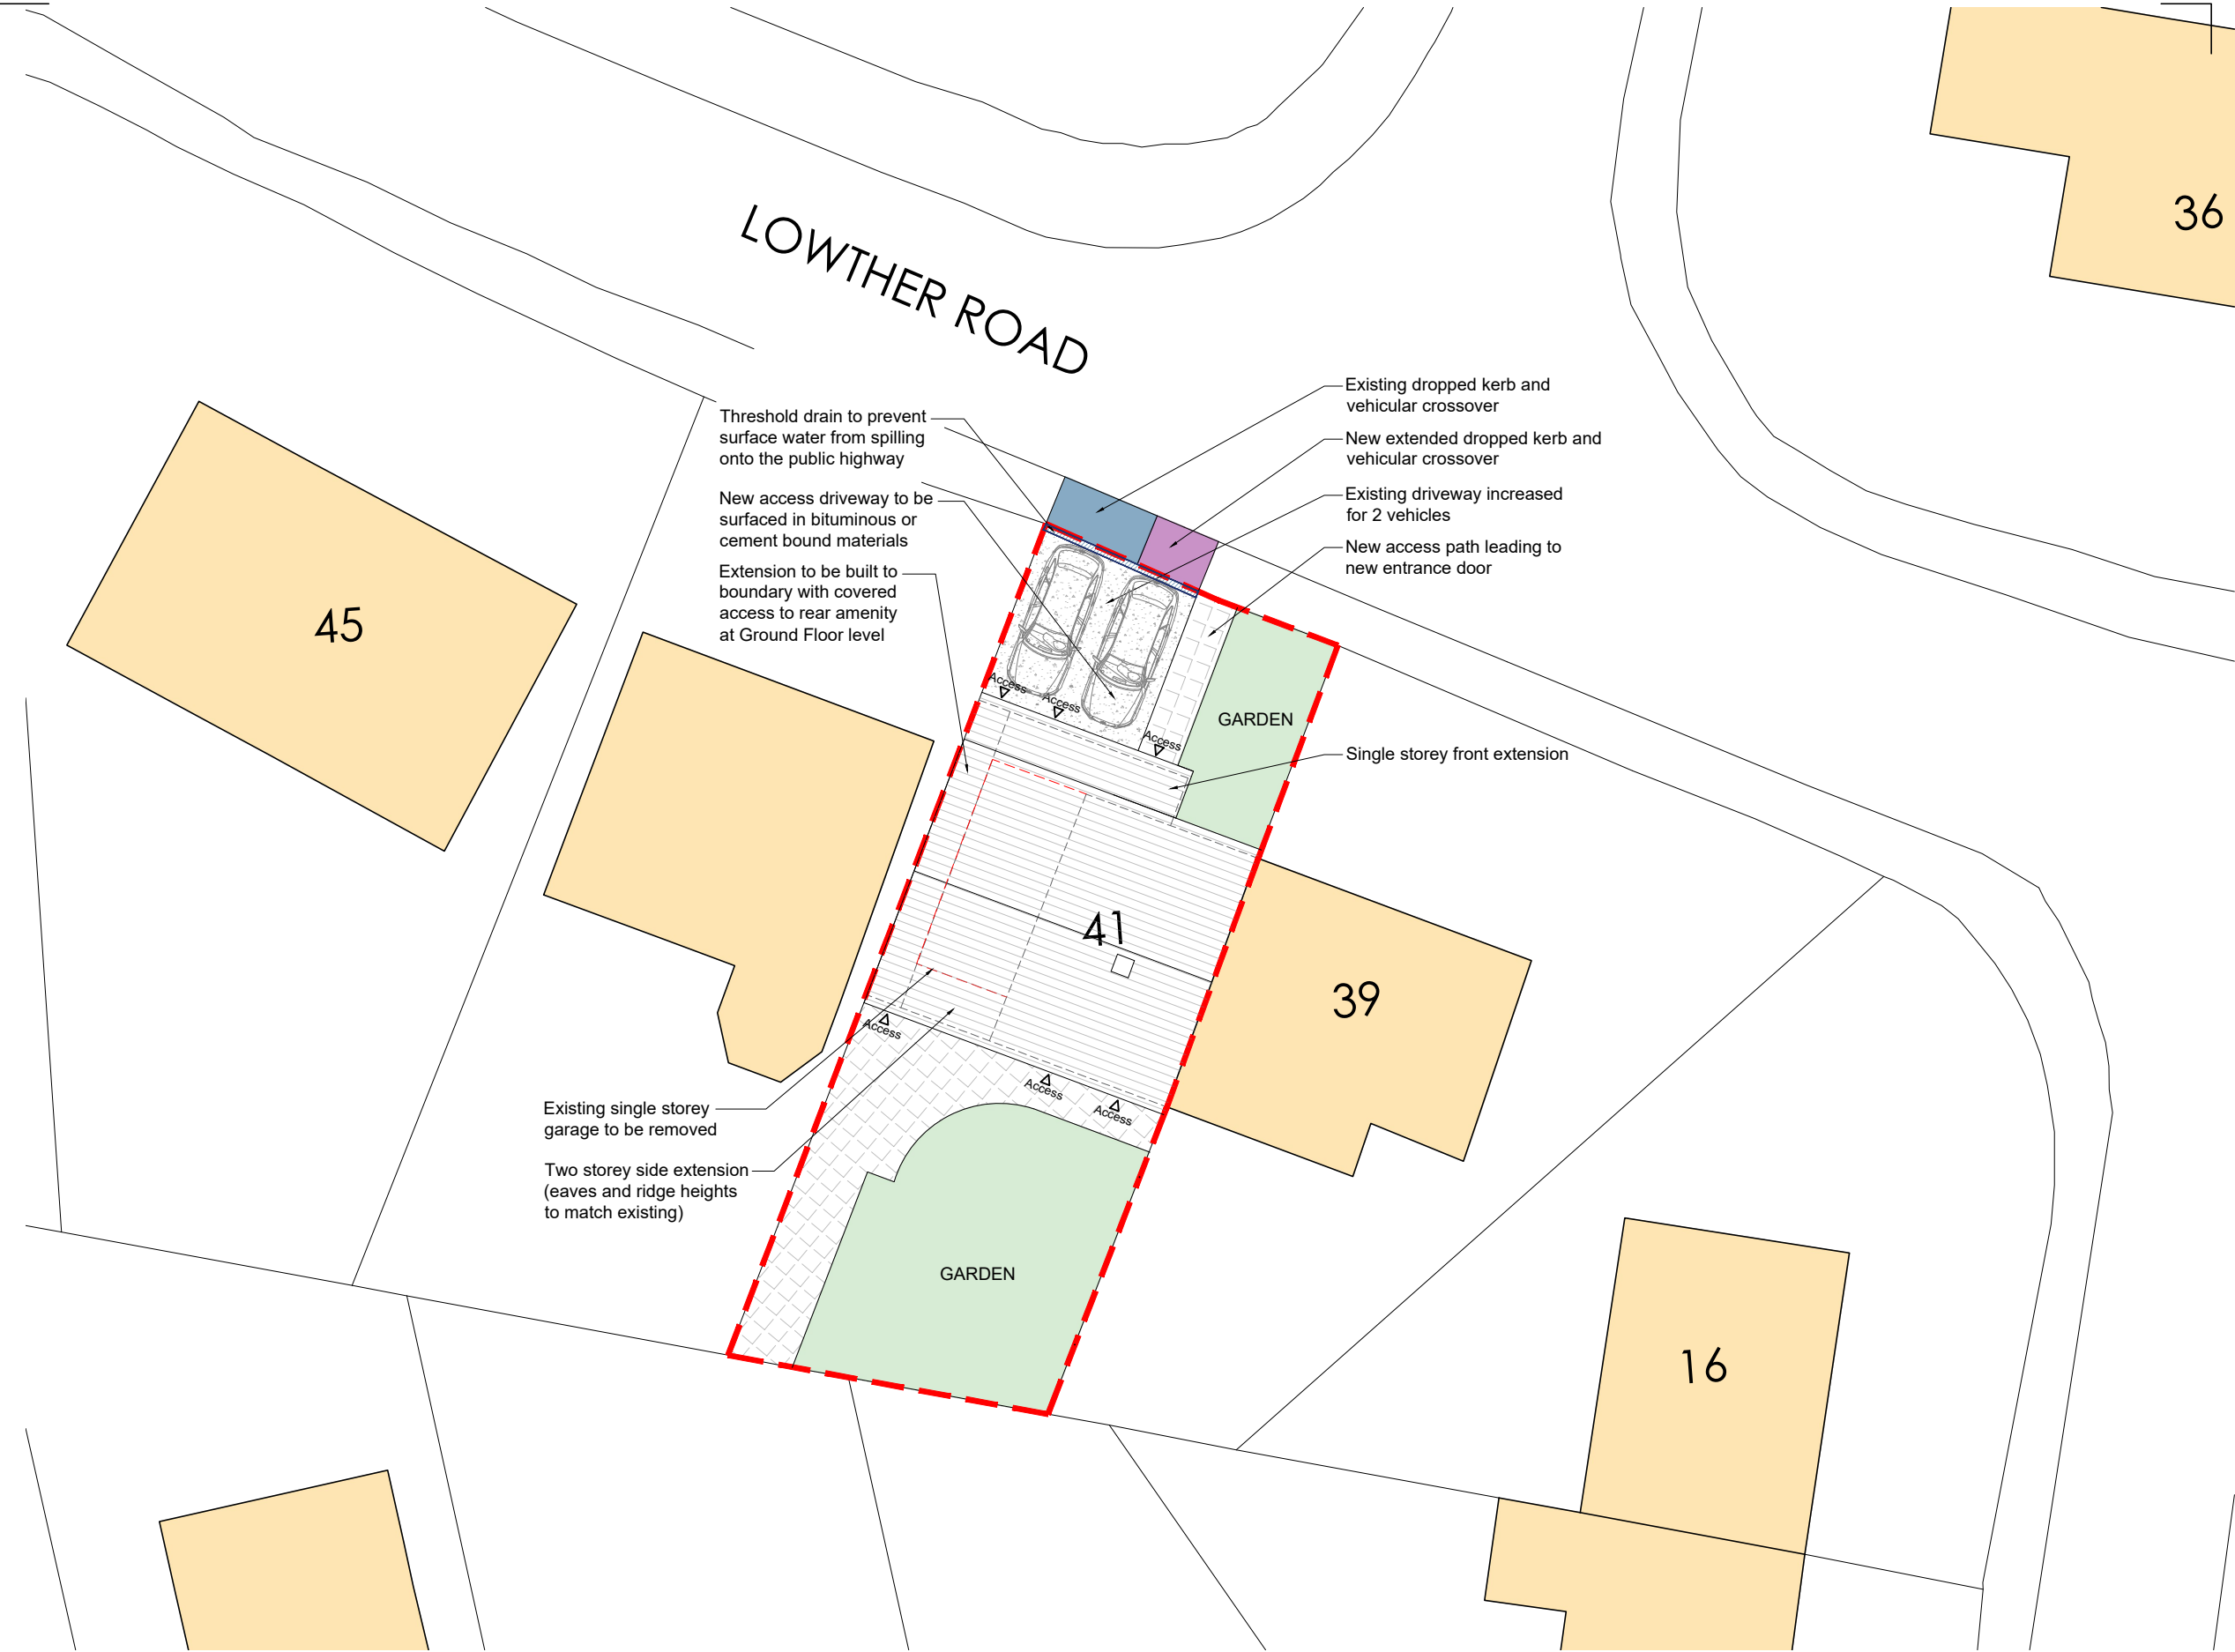 36
LOWTHER ROAD
Existing dropped kerb and
vehicular crossover
Threshold drain to prevent
surface water from spilling
onto the public highway
New extended dropped kerb and
vehicular crossover
New access driveway to be
surfaced in bituminous or
cement bound materials
Existing driveway increased
for 2 vehicles
New access path leading to
new entrance door
Extension to be built to
boundary with covered
access to rear amenity
at Ground Floor level
45
Access
Access
Access
GARDEN
Single storey front extension
41
39
Access
Access
Access
Existing single storey
garage to be removed
Two storey side extension
(eaves and ridge heights
to match existing)
GARDEN
16